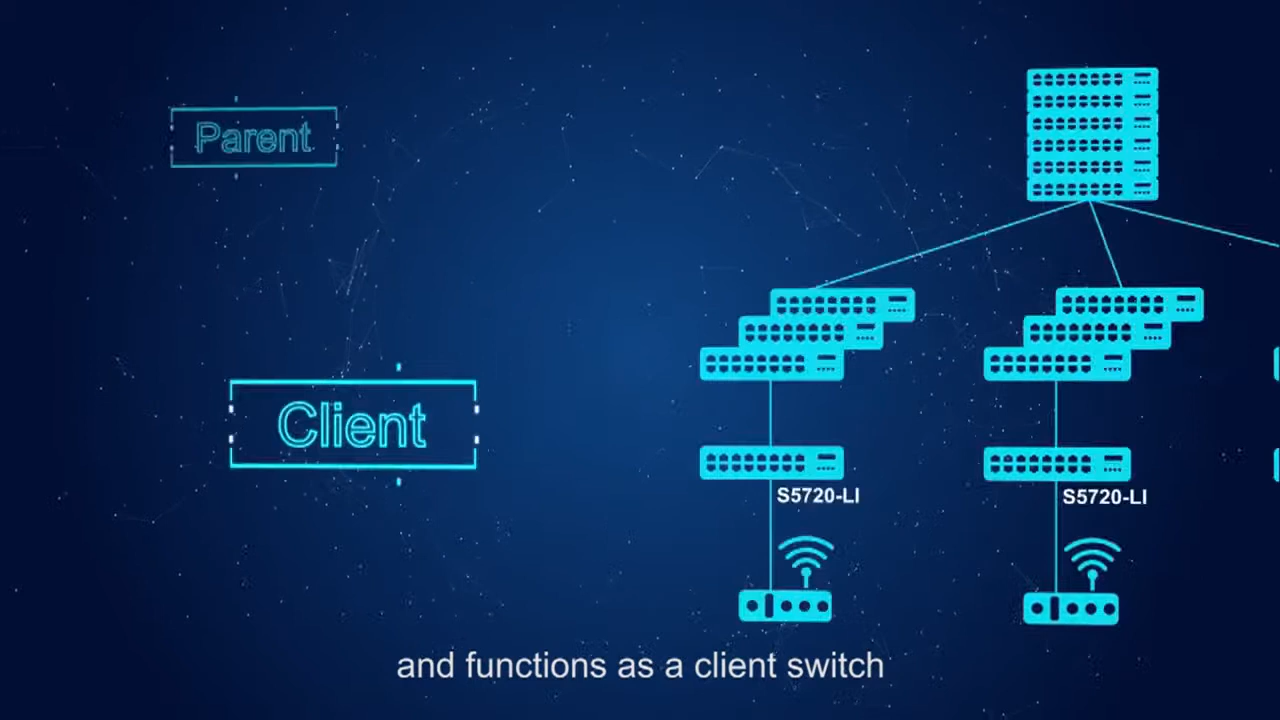 Parent
Client
S5720-LI
S5720-LI
and functions as a client switch